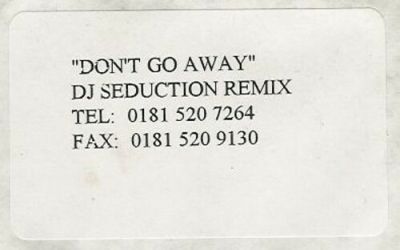 "DON'T GO AWAY"
DJ SEDUCTION REMIX
TEL: 0181 520 7264
FAX: 0181 520 9130